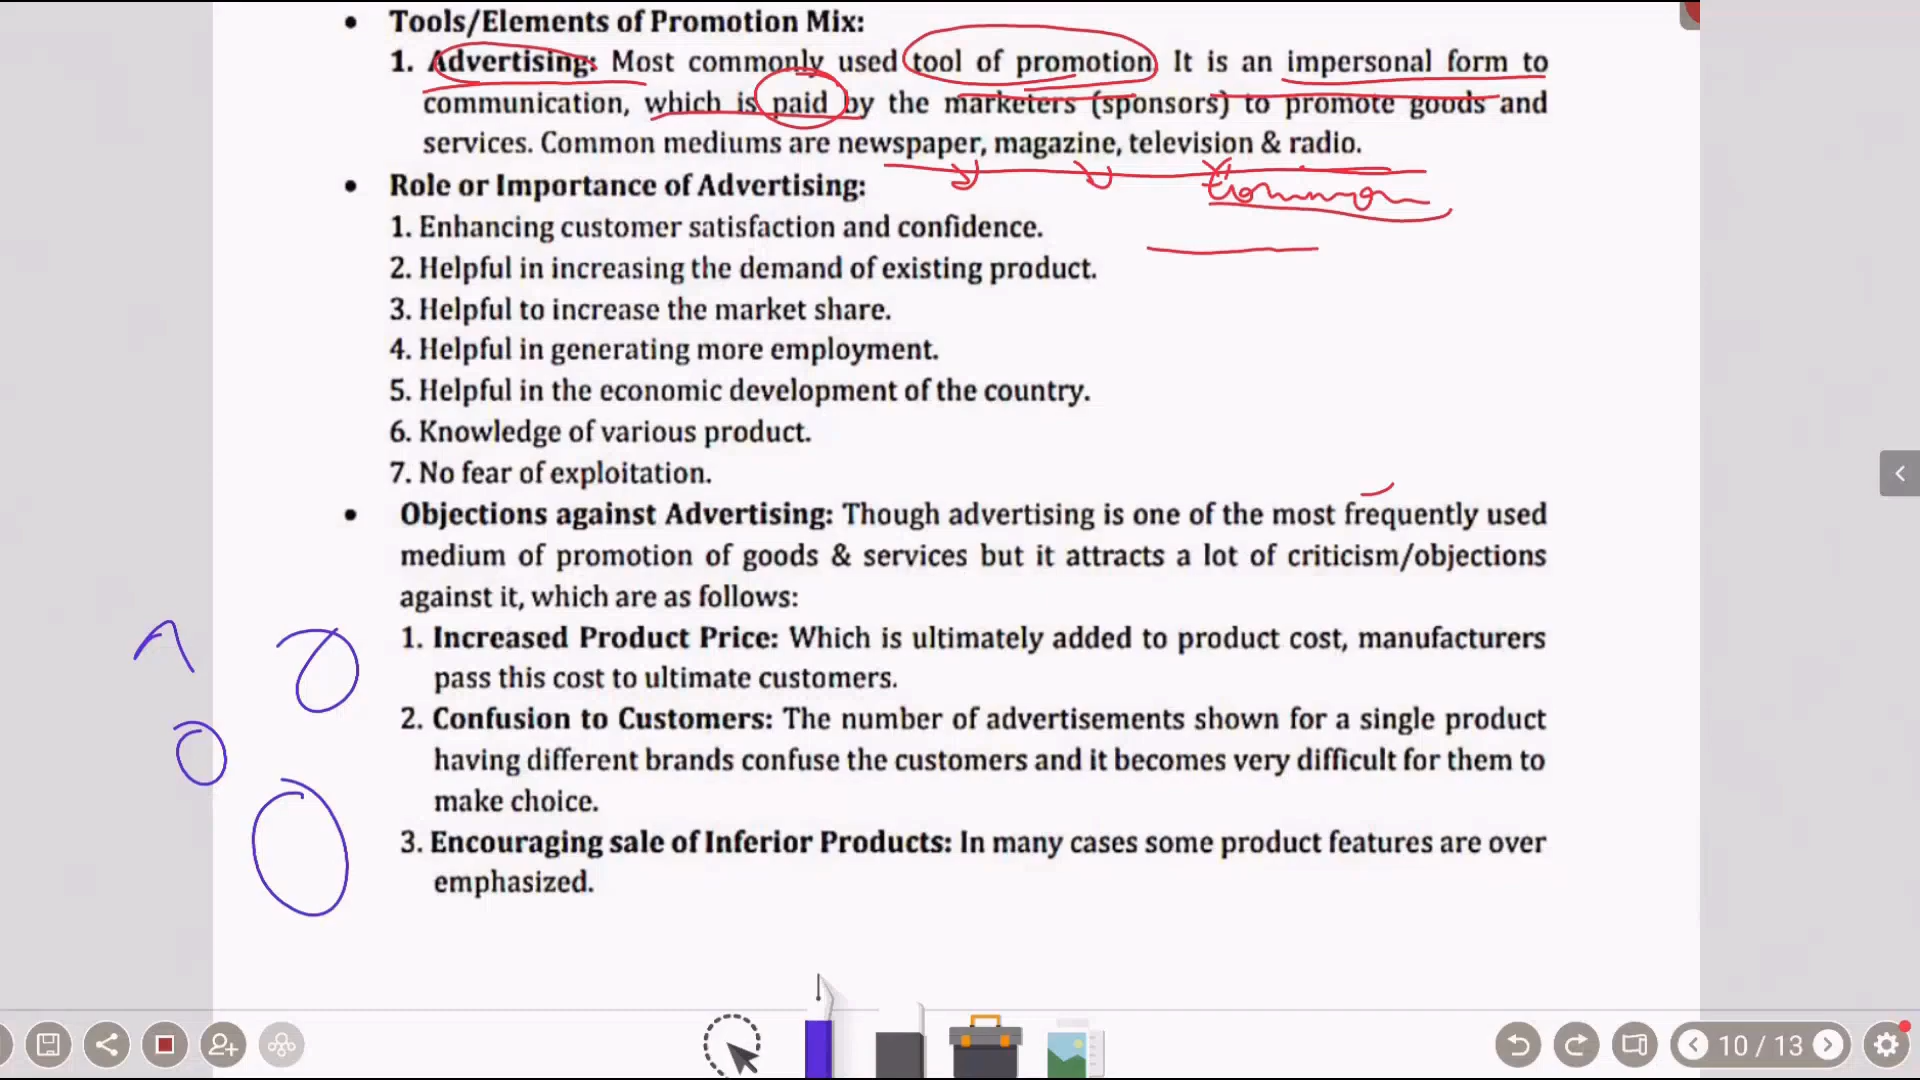 • Tools/Elements of Promotion Mix:
1. Advertising: Most commonly used tool of promotion. It is an impersonal form to
communication, which is paid by the marketers (sponsors) to promote goods and
services. Common mediums are newspaper, magazine, television & radio.
• Role or Importance of Advertising:
1. Enhancing customer satisfaction and confidence.
2. Helpful in increasing the demand of existing product.
3. Helpful to increase the market share.
4. Helpful in generating more employment.
5. Helpful in the economic development of the country.
6. Knowledge of various product.
7. No fear of exploitation.
• Objections against Advertising: Though advertising is one of the most frequently used
medium of promotion of goods & services but it attracts a lot of criticism/objections
against it, which are as follows:
1. Increased Product Price: Which is ultimately added to product cost, manufacturers
pass this cost to ultimate customers.
2. Confusion to Customers: The number of advertisements shown for a single product
having different brands confuse the customers and it becomes very difficult for them to
make choice.
3. Encouraging sale of Inferior Products: In many cases some product features are over
emphasized.
10 / 13